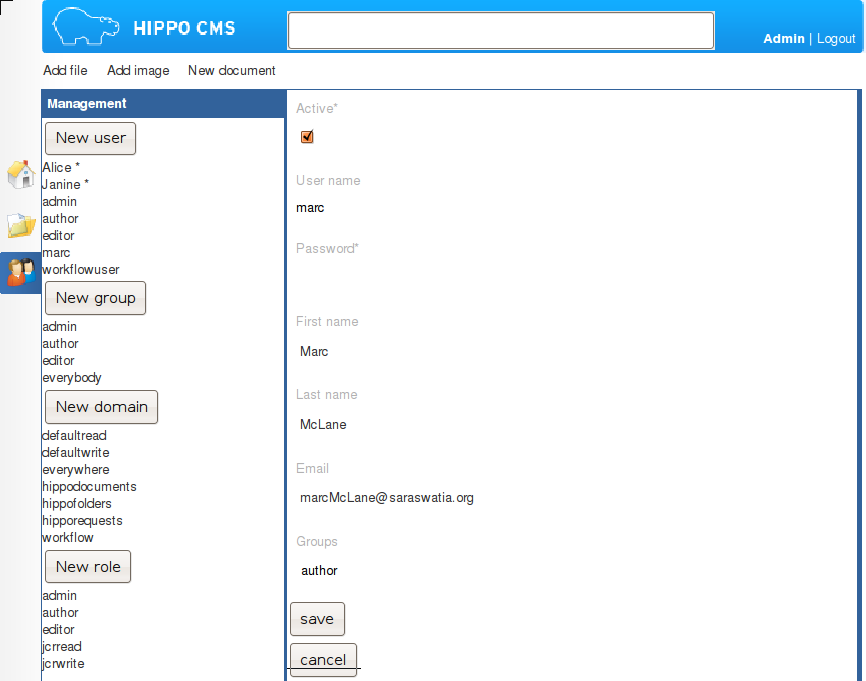 HIPPO CMS
Admin | Logout
Add file Add image New document
Management
New user
Alice *
Janine *
admin
author
editor
marc
workflowuser
New group
admin
author
editor
everybody
New domain
defaultread
defaultwrite
everywhere
hippodocuments
hippofolders
hipporequests
workflow
New role
admin
author
editor
jcrread
jcrwrite
Active*
User name
marc
Password*
First name
Marc
Last name
McLane
Email
marcMcLane@saraswatia.org
Groups
author
save
cancel